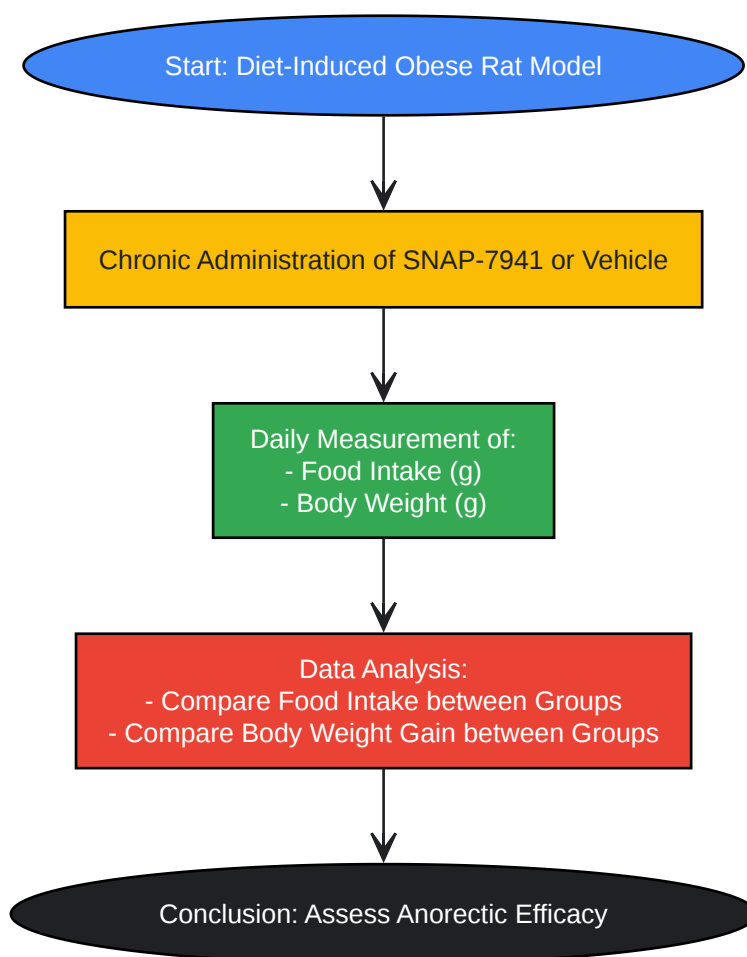 Start: Diet-Induced Obese Rat Model
Chronic Administration of SNAP-7941 or Vehicle
Daily Measurement of:
- Food Intake (g)
- Body Weight (g)
Data Analysis:
- Compare Food Intake between Groups
- Compare Body Weight Gain between Groups
Conclusion: Assess Anorectic Efficacy